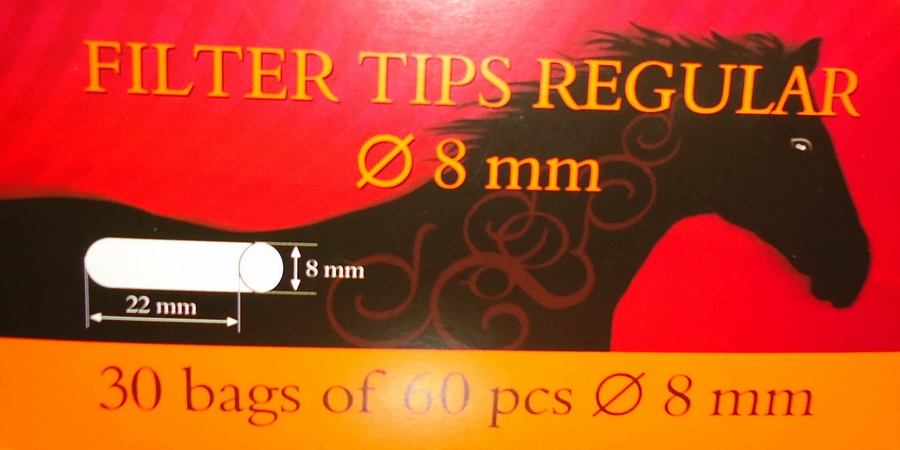 FILTER TIPS REGULAR
Ø 8 mm
8 mm
22 mm
30 bags of 60 pcs Ø 8 mm